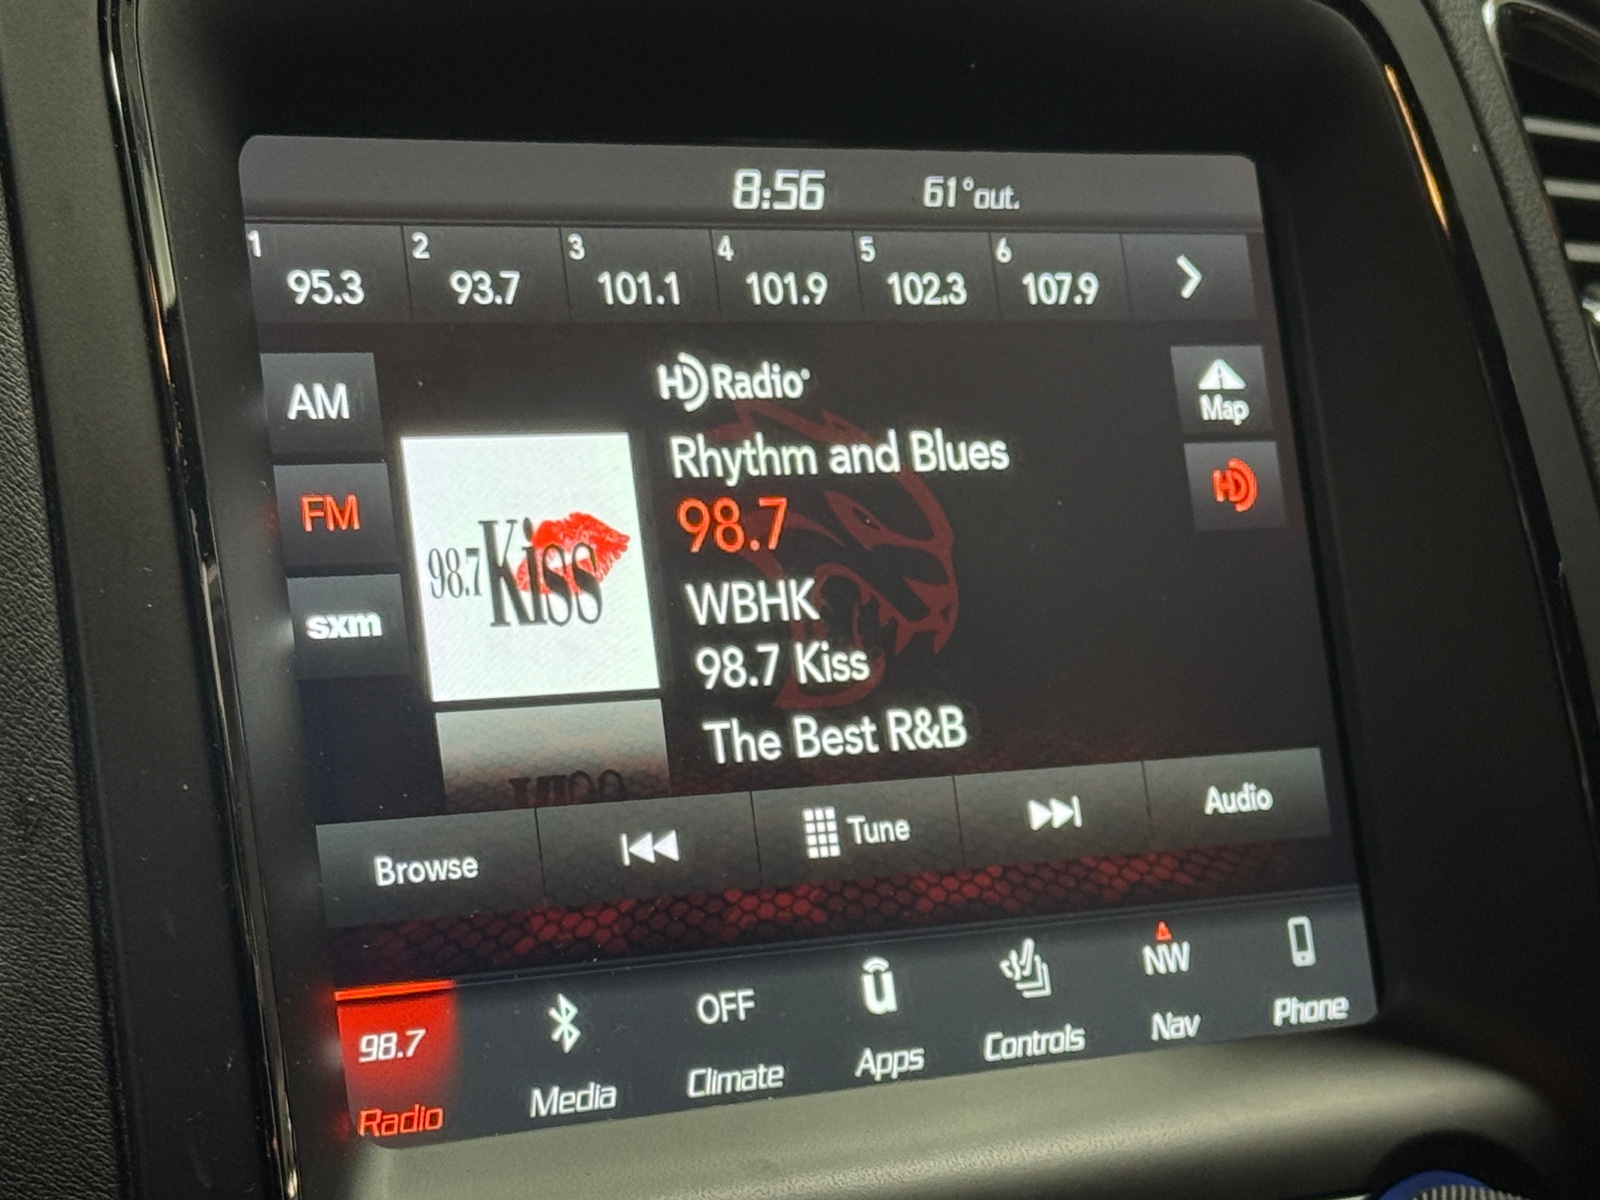 8:56 61°out.
1 95.3 2 93.7 3 101.1 4 101.9 5 102.3 6 107.9
AM
FM
sxm
98.7 Kiss
HD Radio
Rhythm and Blues
98.7
WBHK
98.7 Kiss
The Best R&B
Map
HD
Browse Tune Audio
98.7 OFF u NW
Radio Media Climate Apps Controls Nav Phone